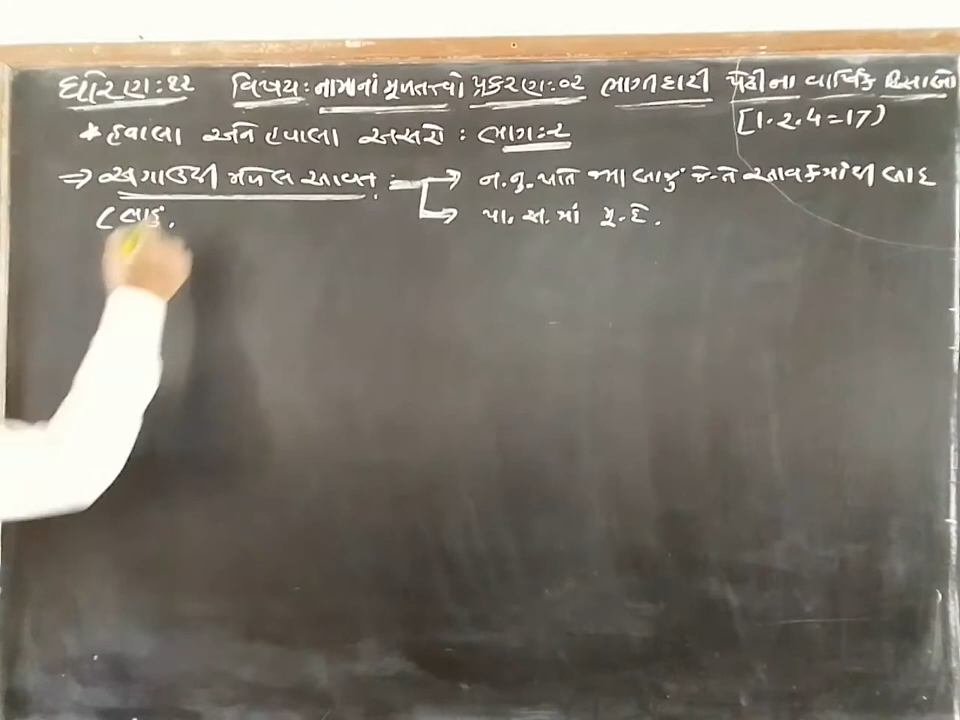 ધોરણ:૧૨ વિષય: નામાનાં મૂળતત્ત્વો પ્રકરણ:૦૨ ભાગીદારી પેઢીના વાર્ષિક હિસાબો
[1.2.4=17)
* હવાલા અને હવાલા અસરો : ભાગ:-૨
⇒ અગાઉથી મળેલ આવક : → ન.નુ. પતિ જમા બાજુ જે-તે આવકમાંથી બાદ
(ભાડું. → પા. સ. માં મૂ. દે.